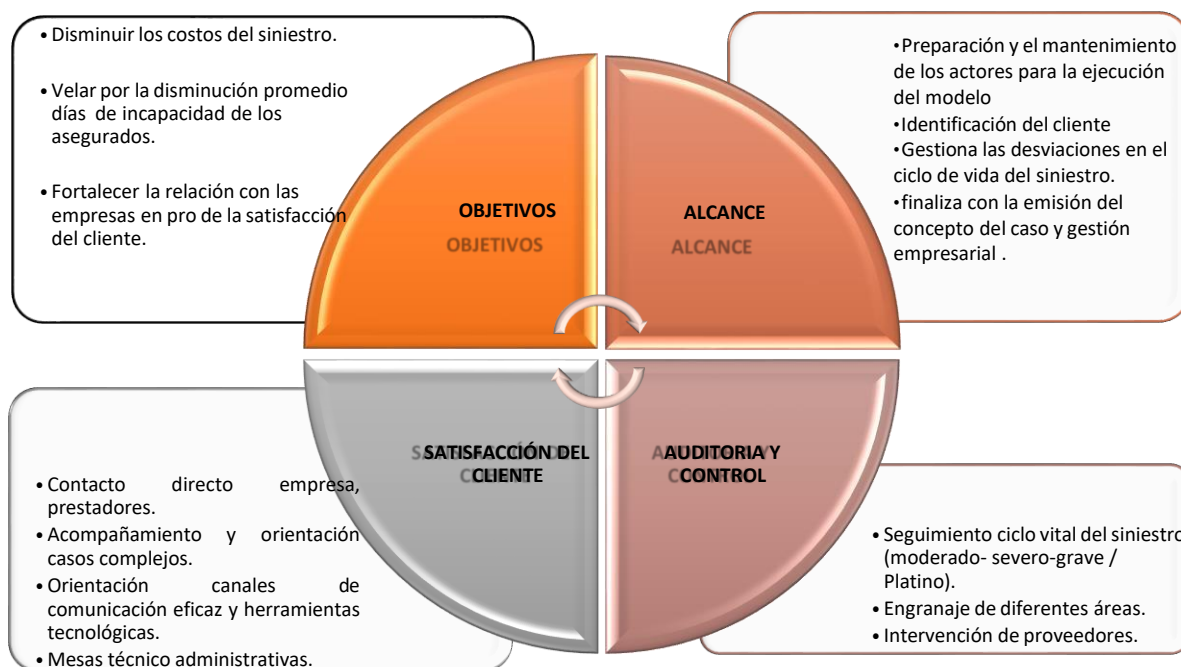 • Disminuir los costos del siniestro.
• Velar por la disminución promedio
días de incapacidad de los
asegurados.
• Fortalecer la relación con las
empresas en pro de la satisfacción
del cliente.
•Preparación y el mantenimiento
de los actores para la ejecución
del modelo
•Identificación del cliente
•Gestiona las desviaciones en el
ciclo de vida del siniestro.
•finaliza con la emisión del
concepto del caso y gestión
empresarial .
OBJETIVOS
ALCANCE
SATISFACCIÓN DEL
CLIENTE
AUDITORIA Y
CONTROL
• Contacto directo empresa,
prestadores.
• Acompañamiento y orientación
casos complejos.
• Orientación canales de
comunicación eficaz y herramientas
tecnológicas.
• Mesas técnico administrativas.
• Seguimiento ciclo vital del siniestro
(moderado- severo-grave /
Platino).
• Engranaje de diferentes áreas.
• Intervención de proveedores.